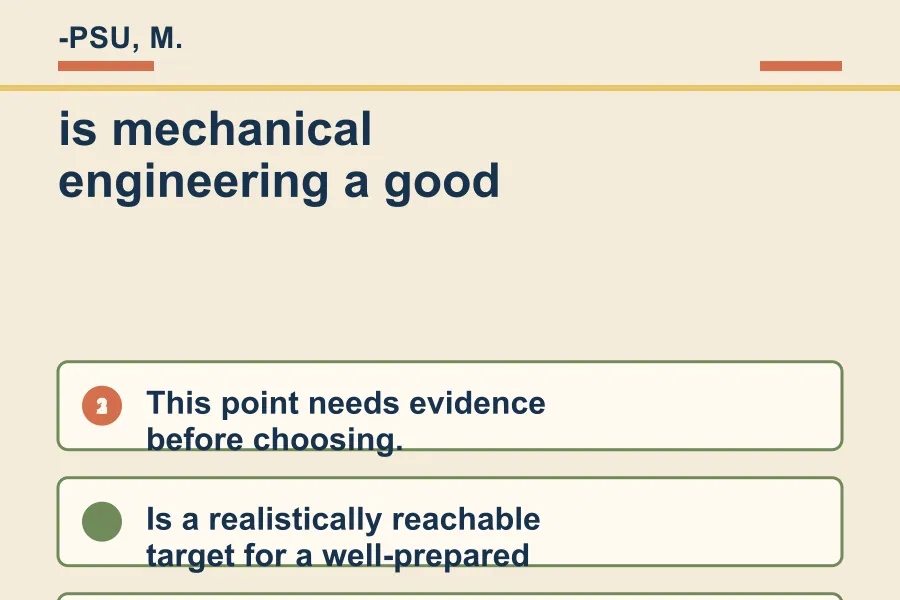 -PSU, M.
is mechanical
engineering a good
This point needs evidence
before choosing.
Is a realistically reachable
target for a well-prepared